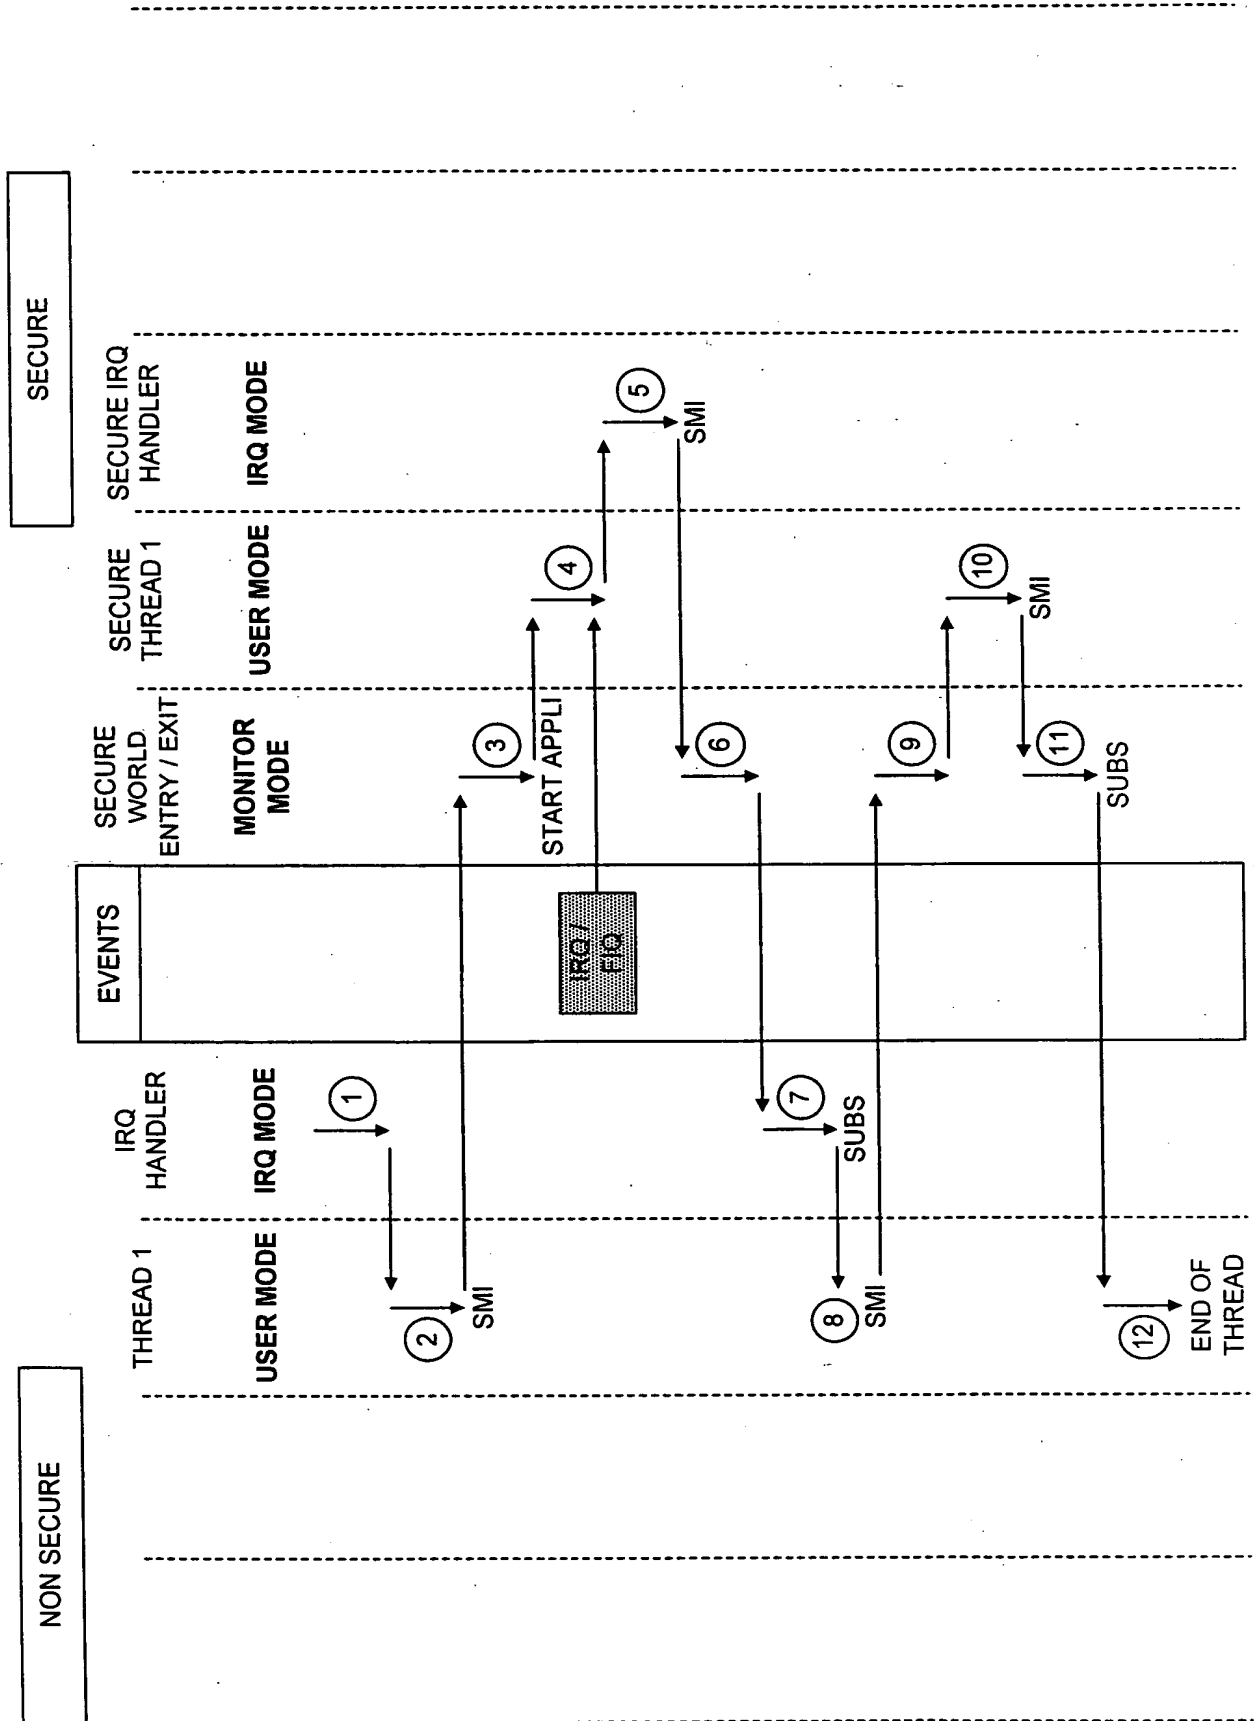 NON SECURE
SECURE
THREAD 1
USER MODE
IRQ
HANDLER
IRQ MODE
EVENTS
SECURE
WORLD
ENTRY / EXIT
MONITOR
MODE
SECURE
THREAD 1
USER MODE
SECURE IRQ
HANDLER
IRQ MODE
1
2
SMI
3
START APPLI
IRQ /
FIQ
4
5
SMI
6
7
SUBS
8
SMI
9
10
SMI
11
SUBS
12
END OF
THREAD